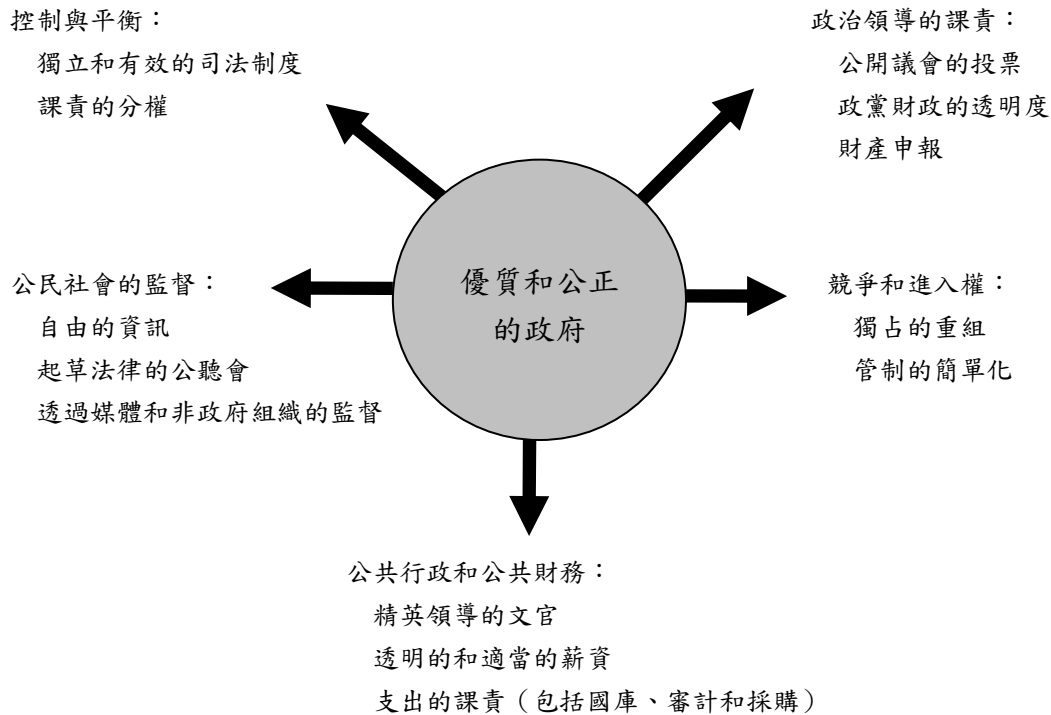 控制與平衡：
獨立和有效的司法制度
課責的分權
政治領導的課責：
公開議會的投票
政黨財政的透明度
財產申報
優質和公正
的政府
公民社會的監督：
自由的資訊
起草法律的公聽會
透過媒體和非政府組織的監督
競爭和進入權：
獨占的重組
管制的簡單化
公共行政和公共財務：
精英領導的文官
透明的和適當的薪資
支出的課責（包括國庫、審計和採購）